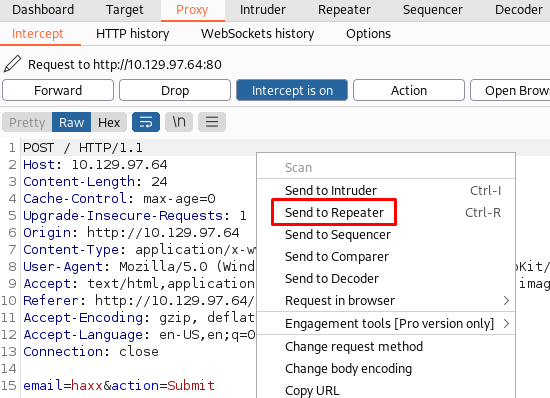 Dashboard Target Proxy Intruder Repeater Sequencer Decoder
Intercept HTTP history WebSockets history Options
Request to http://10.129.97.64:80
Forward Drop Intercept is on Action Open Brow
Pretty Raw Hex \n
1 POST / HTTP/1.1
2 Host: 10.129.97.64
3 Content-Length: 24
4 Cache-Control: max-age=0
5 Upgrade-Insecure-Requests: 1
6 Origin: http://10.129.97.64
7 Content-Type: application/x-w
8 User-Agent: Mozilla/5.0 (Wind
9 Accept: text/html,application
10 Referer: http://10.129.97.64/
11 Accept-Encoding: gzip, deflat
12 Accept-Language: en-US,en;q=0
13 Connection: close
15 email=haxx&action=Submit
Scan
Send to Intruder Ctrl-I
Send to Repeater Ctrl-R
Send to Sequencer
Send to Comparer
Send to Decoder
Request in browser
Engagement tools [Pro version only]
Change request method
Change body encoding
Copy URL
Kit/
imag